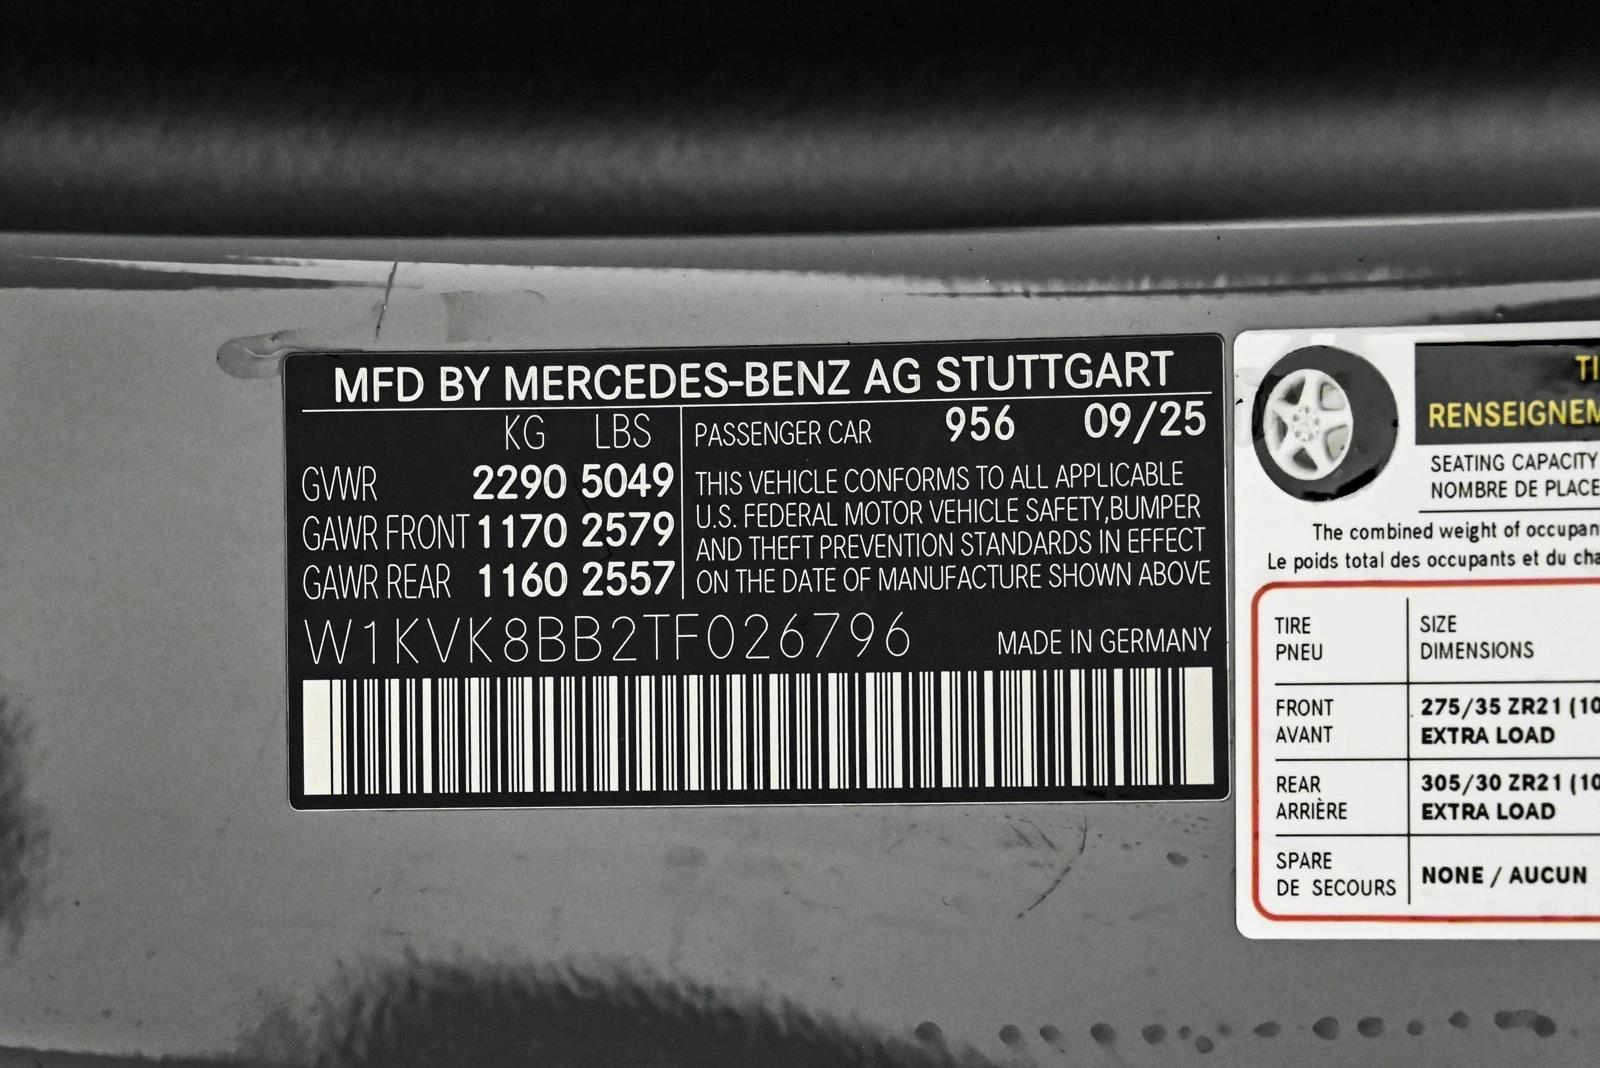 MFD BY MERCEDES-BENZ AG STUTTGART
KG LBS
GVWR 2290 5049
GAWR FRONT 1170 2579
GAWR REAR 1160 2557
PASSENGER CAR 956 09/25
THIS VEHICLE CONFORMS TO ALL APPLICABLE
U.S. FEDERAL MOTOR VEHICLE SAFETY,BUMPER
AND THEFT PREVENTION STANDARDS IN EFFECT
ON THE DATE OF MANUFACTURE SHOWN ABOVE
W1KVK8BB2TF026796
MADE IN GERMANY
TI
RENSEIGNEM
SEATING CAPACITY
NOMBRE DE PLACE
The combined weight of occupan
Le poids total des occupants et du cha
TIRE SIZE
PNEU DIMENSIONS
FRONT 275/35 ZR21 (10
AVANT EXTRA LOAD
REAR 305/30 ZR21 (10
ARRIÈRE EXTRA LOAD
SPARE
DE SECOURS NONE / AUCUN